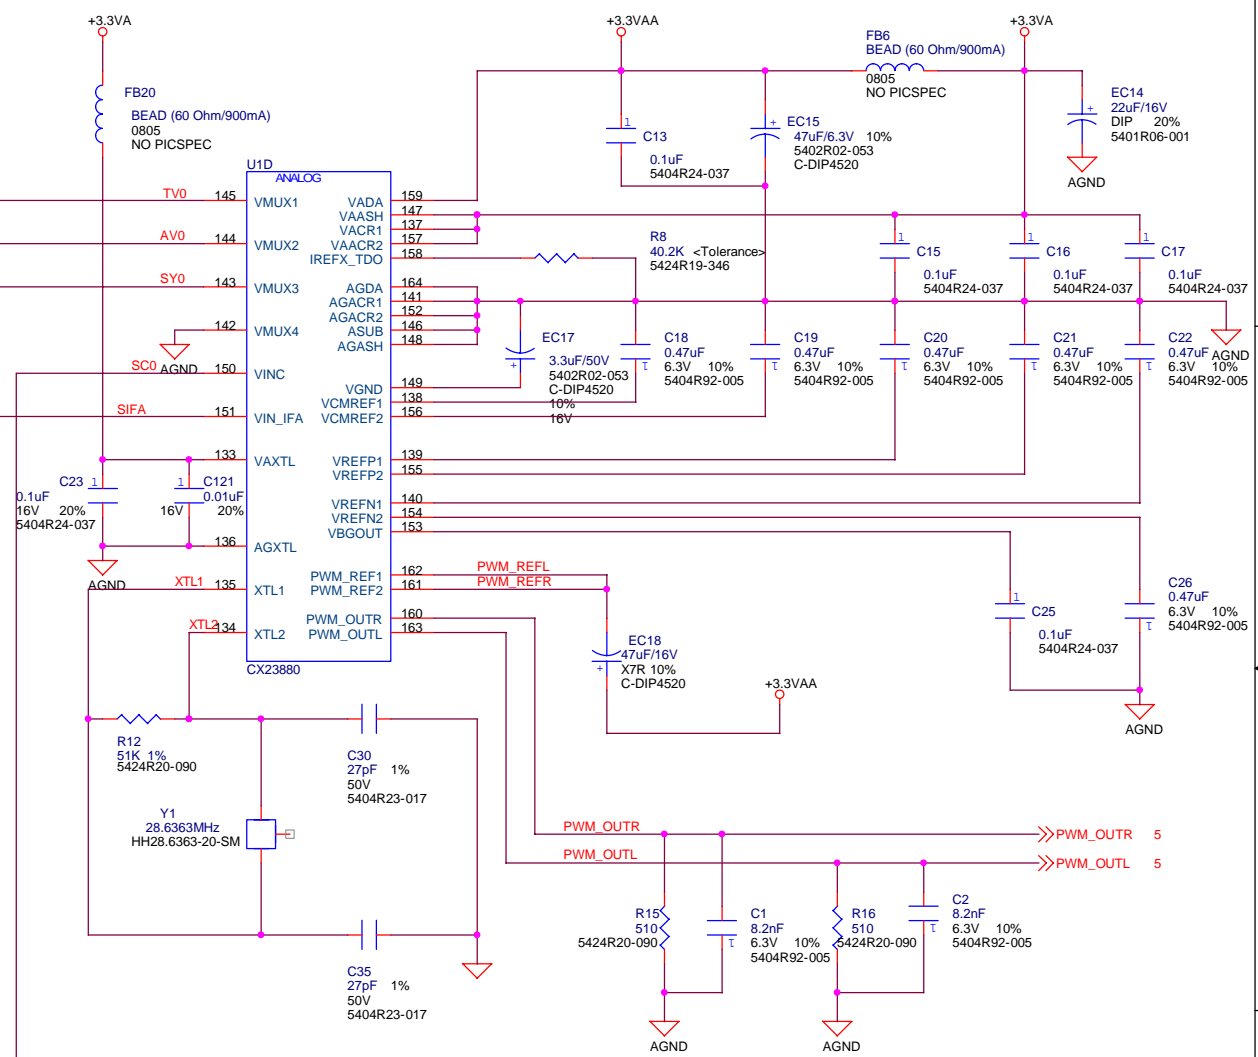 +3.3VA
+3.3VAA
+3.3VA
FB20
BEAD (60 Ohm/900mA)
0805
NO PICSPEC
FB6
BEAD (60 Ohm/900mA)
0805
NO PICSPEC
EC14
22uF/16V
DIP 20%
5401R06-001
AGND
C13
0.1uF
5404R24-037
EC15
47uF/6.3V 10%
5402R02-053
C-DIP4520
U1D
ANALOG
TV0
145
VMUX1
AV0
144
VMUX2
SY0
143
VMUX3
142
VMUX4
AGND
SC0
150
VINC
SIFA
151
VIN_IFA
133
VAXTL
136
AGXTL
XTL1
135
XTL1
XTL2
134
XTL2
CX23880
VADA
159
VAASH
147
VACR1
137
VAACR2
157
IREFX_TDO
158
AGDA
164
AGACR1
141
AGACR2
152
ASUB
146
AGASH
148
VGND
149
VCMREF1
138
VCMREF2
156
VREFP1
139
VREFP2
155
VREFN1
140
VREFN2
154
VBGOUT
153
PWM_REF1
162
PWM_REFL
PWM_REF2
161
PWM_REFR
PWM_OUTR
160
PWM_OUTL
163
R8
40.2K <Tolerance>
5424R19-346
1
C15
0.1uF
5404R24-037
1
C16
0.1uF
5404R24-037
1
C17
0.1uF
5404R24-037
AGND
EC17
3.3uF/50V
5402R02-053
C-DIP4520
10%
16V
C18
0.47uF
6.3V 10%
5404R92-005
1
C19
0.47uF
6.3V 10%
5404R92-005
1
C20
0.47uF
6.3V 10%
5404R92-005
1
C21
0.47uF
6.3V 10%
5404R92-005
1
C22
0.47uF
6.3V 10%
5404R92-005
1
C23
1
0.1uF
16V 20%
5404R24-037
AGND
1
C121
0.01uF
16V 20%
1
C25
0.1uF
5404R24-037
C26
0.47uF
6.3V 10%
5404R92-005
1
AGND
EC18
47uF/16V
X7R 10%
C-DIP4520
+3.3VAA
R12
51K 1%
5424R20-090
C30
27pF 1%
50V
5404R23-017
Y1
28.6363MHz
HH28.6363-20-SM
C35
27pF 1%
50V
5404R23-017
PWM_OUTR
PWM_OUTR 5
PWM_OUTL
PWM_OUTL 5
R15
510
5424R20-090
C1
8.2nF
6.3V 10%
5404R92-005
1
AGND
R16
510
5424R20-090
C2
8.2nF
6.3V 10%
5404R92-005
1
AGND